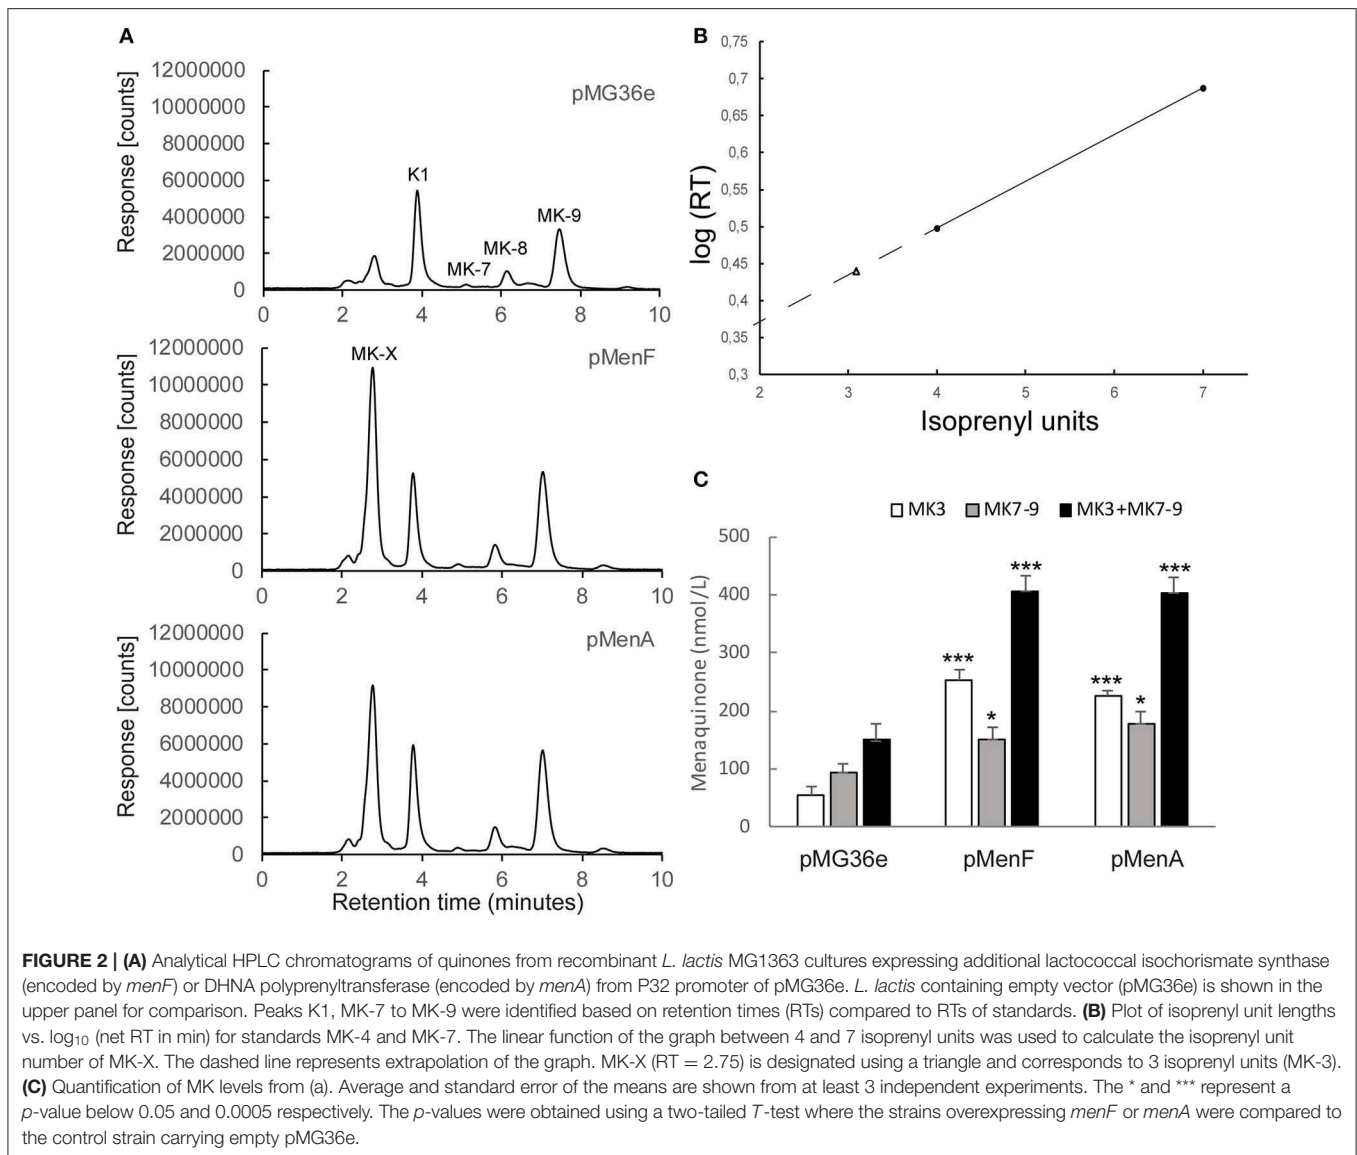 A
12000000
10000000
8000000
6000000
4000000
2000000
0
Response [counts]
pMG36e
K1
MK-7
MK-8
MK-9
0 2 4 6 8 10
12000000
10000000
8000000
6000000
4000000
2000000
0
Response [counts]
pMenF
MK-X
0 2 4 6 8 10
12000000
10000000
8000000
6000000
4000000
2000000
0
Response [counts]
pMenA
0 2 4 6 8 10
Retention time (minutes)
B
0,75
0,7
0,65
0,6
0,55
0,5
0,45
0,4
0,35
0,3
log (RT)
2 3 4 5 6 7
Isoprenyl units
C
MK3 MK7-9 MK3+MK7-9
500
400
300
200
100
0
Menaquinone (nmol/L)
*** * ***
*** * ***
pMG36e pMenF pMenA
FIGURE 2 | (A) Analytical HPLC chromatograms of quinones from recombinant L. lactis MG1363 cultures expressing additional lactococcal isochorismate synthase
(encoded by menF) or DHNA polyprenyltransferase (encoded by menA) from P32 promoter of pMG36e. L. lactis containing empty vector (pMG36e) is shown in the
upper panel for comparison. Peaks K1, MK-7 to MK-9 were identified based on retention times (RTs) compared to RTs of standards. (B) Plot of isoprenyl unit lengths
vs. log₁₀ (net RT in min) for standards MK-4 and MK-7. The linear function of the graph between 4 and 7 isoprenyl units was used to calculate the isoprenyl unit
number of MK-X. The dashed line represents extrapolation of the graph. MK-X (RT = 2.75) is designated using a triangle and corresponds to 3 isoprenyl units (MK-3).
(C) Quantification of MK levels from (a). Average and standard error of the means are shown from at least 3 independent experiments. The * and *** represent a
p-value below 0.05 and 0.0005 respectively. The p-values were obtained using a two-tailed T-test where the strains overexpressing menF or menA were compared to
the control strain carrying empty pMG36e.